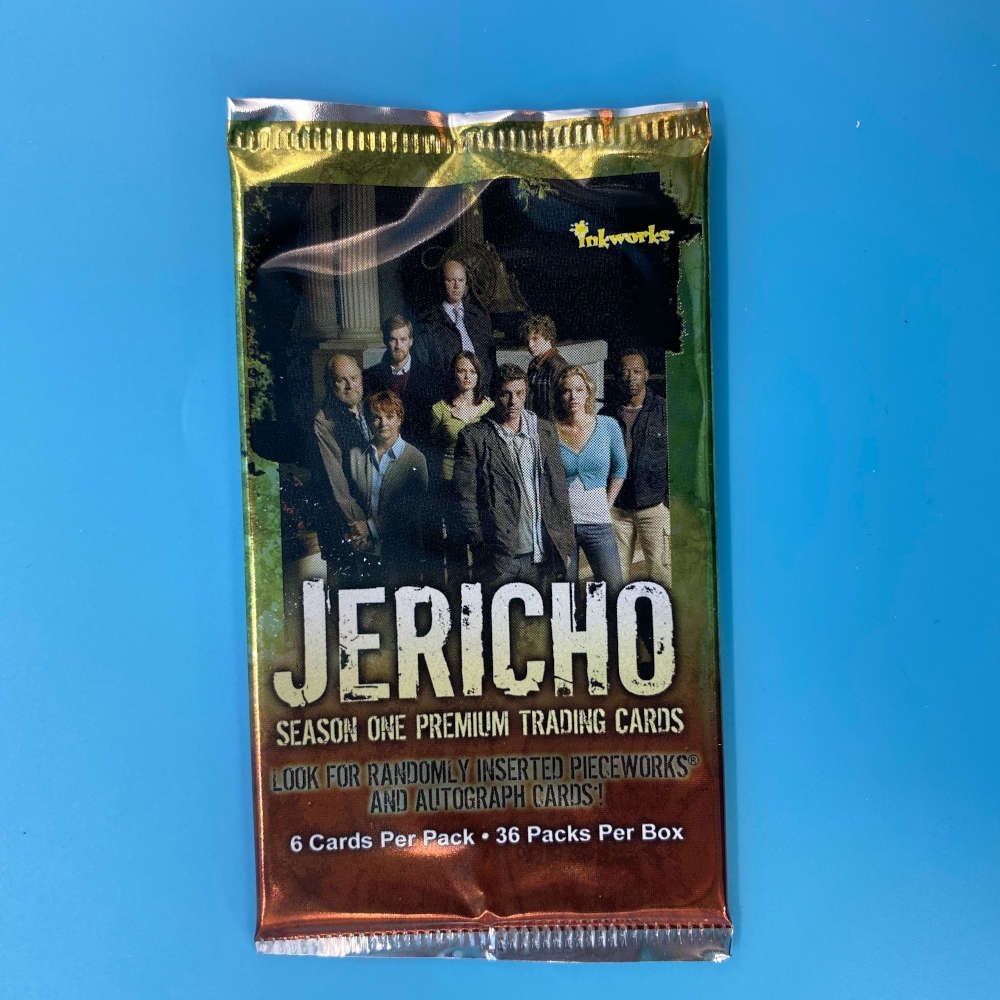 inkworks
JERICHO
SEASON ONE PREMIUM TRADING CARDS
LOOK FOR RANDOMLY INSERTED PIECEWORKS®
AND AUTOGRAPH CARDS!
6 Cards Per Pack • 36 Packs Per Box